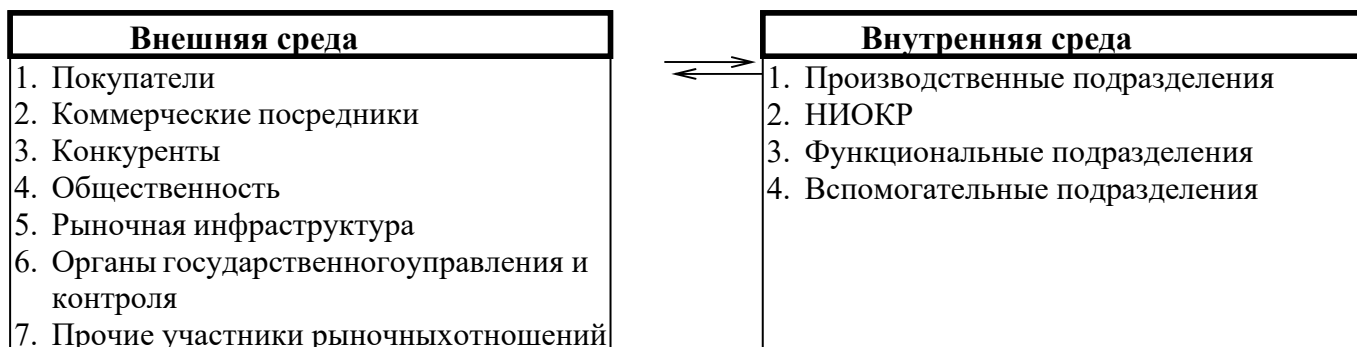 Внешняя среда
1. Покупатели
2. Коммерческие посредники
3. Конкуренты
4. Общественность
5. Рыночная инфраструктура
6. Органы государственногоуправления и
контроля
7. Прочие участники рыночныхотношений
Внутренняя среда
1. Производственные подразделения
2. НИОКР
3. Функциональные подразделения
4. Вспомогательные подразделения